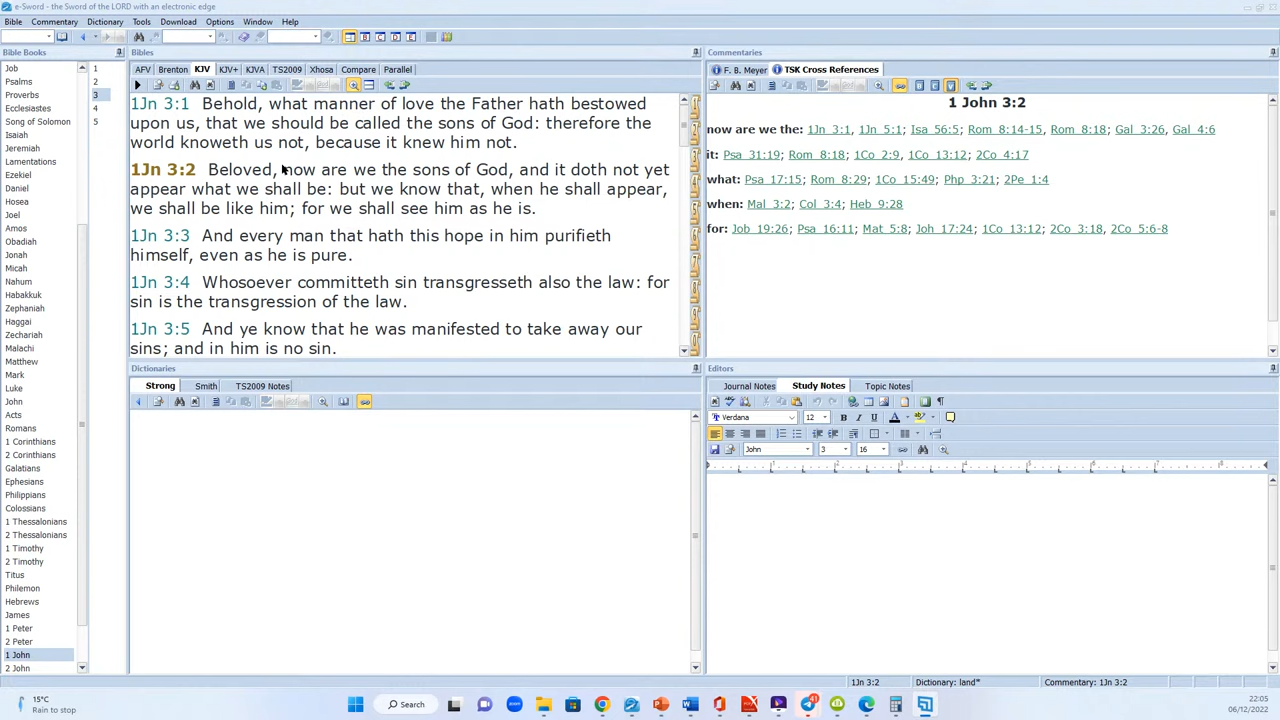 e-Sword - the Sword of the LORD with an electronic edge
Bible Commentary Dictionary Tools Download Options Window Help
B C D E
Bible Books
Bibles
Commentaries
AFV Brenton KJV KJV+ KJVA TS2009 Xhosa Compare Parallel
F. B. Meyer TSK Cross References
Job
Psalms
Proverbs
Ecclesiastes
Song of Solomon
Isaiah
Jeremiah
Lamentations
Ezekiel
Daniel
Hosea
Joel
Amos
Obadiah
Jonah
Micah
Nahum
Habakkuk
Zephaniah
Haggai
Zechariah
Malachi
Matthew
Mark
Luke
John
Acts
Romans
1 Corinthians
2 Corinthians
Galatians
Ephesians
Philippians
Colossians
1 Thessalonians
2 Thessalonians
1 Timothy
2 Timothy
Titus
Philemon
Hebrews
James
1 Peter
2 Peter
1 John
2 John
1
2
3
4
5
1Jn 3:1 Behold, what manner of love the Father hath bestowed
upon us, that we should be called the sons of God: therefore the
world knoweth us not, because it knew him not.
1Jn 3:2 Beloved, now are we the sons of God, and it doth not yet
appear what we shall be: but we know that, when he shall appear,
we shall be like him; for we shall see him as he is.
1Jn 3:3 And every man that hath this hope in him purifieth
himself, even as he is pure.
1Jn 3:4 Whosoever committeth sin transgresseth also the law: for
sin is the transgression of the law.
1Jn 3:5 And ye know that he was manifested to take away our
sins; and in him is no sin.
1 John 3:2
now are we the: 1Jn 3:1, 1Jn 5:1; Isa 56:5; Rom 8:14-15, Rom 8:18; Gal 3:26, Gal 4:6
it: Psa 31:19; Rom 8:18; 1Co 2:9, 1Co 13:12; 2Co 4:17
what: Psa 17:15; Rom 8:29; 1Co 15:49; Php 3:21; 2Pe 1:4
when: Mal 3:2; Col 3:4; Heb 9:28
for: Job 19:26; Psa 16:11; Mat 5:8; Joh 17:24; 1Co 13:12; 2Co 3:18, 2Co 5:6-8
Dictionaries
Strong Smith TS2009 Notes
Editors
Journal Notes Study Notes Topic Notes
Verdana 12 B I U A
John 3 16
1Jn 3:2 Dictionary: land* Commentary: 1Jn 3:2
15°C
Rain to stop
Search
22:05
06/12/2022